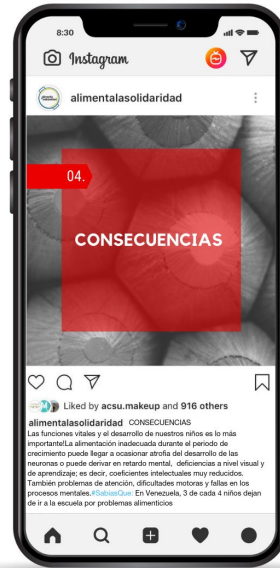 8:30
Instagram
alimentalasolidaridad
04.
CONSECUENCIAS
Liked by acsu.makeup and 916 others
alimentalasolidaridad CONSECUENCIAS
Las funciones vitales y el desarrollo de nuestros niños es lo más
importante!La alimentación inadecuada durante el periodo de
crecimiento puede llegar a ocasionar atrofia del desarrollo de las
neuronas o puede derivar en retardo mental, deficiencias a nivel visual y
de aprendizaje; es decir, coeficientes intelectuales muy reducidos.
También problemas de atención, dificultades motoras y fallas en los
procesos mentales.#SabíasQue: En Venezuela, 3 de cada 4 niños dejan
de ir a la escuela por problemas alimenticios